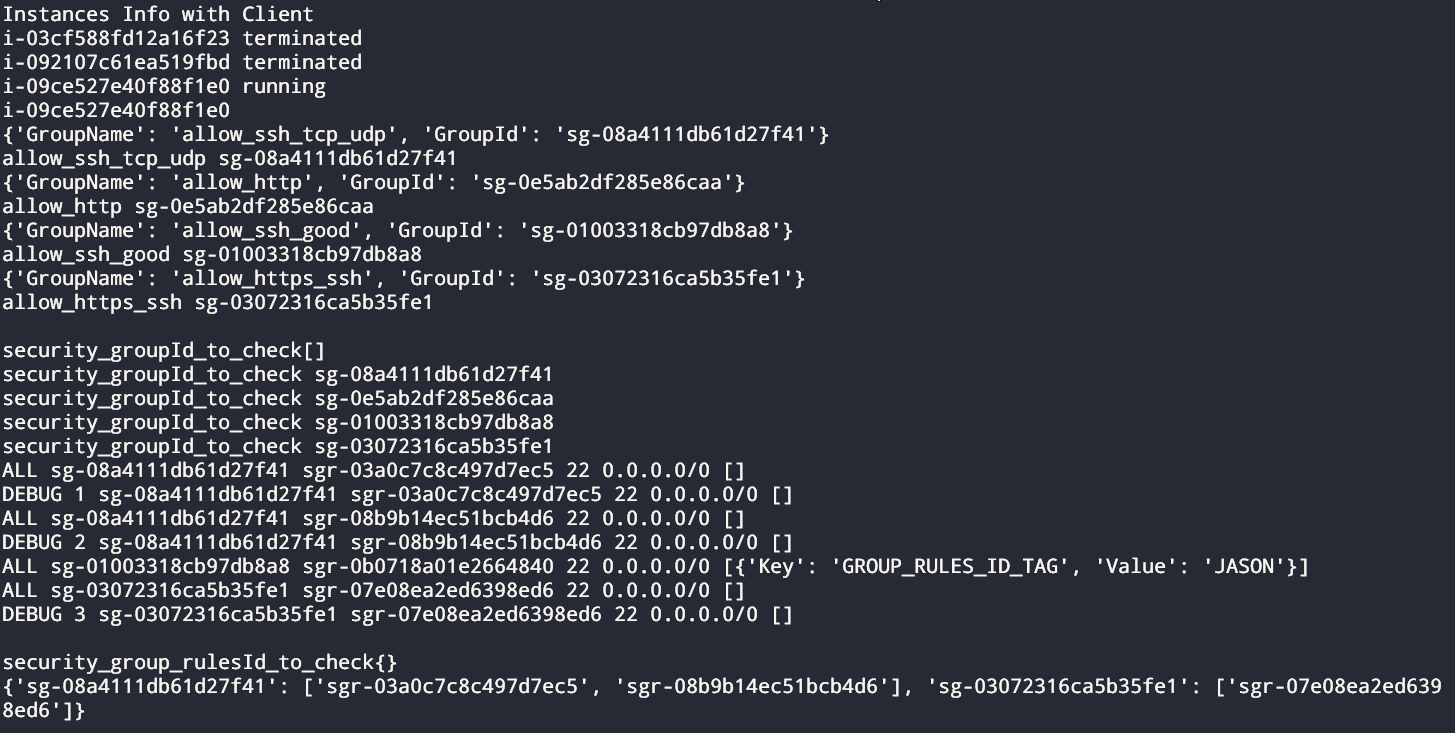 Instances Info with Client
i-03cf588fd12a16f23 terminated
i-092107c61ea519fbd terminated
i-09ce527e40f88f1e0 running
i-09ce527e40f88f1e0
{'GroupName': 'allow_ssh_tcp_udp', 'GroupId': 'sg-08a4111db61d27f41'}
allow_ssh_tcp_udp sg-08a4111db61d27f41
{'GroupName': 'allow_http', 'GroupId': 'sg-0e5ab2df285e86caa'}
allow_http sg-0e5ab2df285e86caa
{'GroupName': 'allow_ssh_good', 'GroupId': 'sg-01003318cb97db8a8'}
allow_ssh_good sg-01003318cb97db8a8
{'GroupName': 'allow_https_ssh', 'GroupId': 'sg-03072316ca5b35fe1'}
allow_https_ssh sg-03072316ca5b35fe1
security_groupId_to_check[]
security_groupId_to_check sg-08a4111db61d27f41
security_groupId_to_check sg-0e5ab2df285e86caa
security_groupId_to_check sg-01003318cb97db8a8
security_groupId_to_check sg-03072316ca5b35fe1
ALL sg-08a4111db61d27f41 sgr-03a0c7c8c497d7ec5 22 0.0.0.0/0 []
DEBUG 1 sg-08a4111db61d27f41 sgr-03a0c7c8c497d7ec5 22 0.0.0.0/0 []
ALL sg-08a4111db61d27f41 sgr-08b9b14ec51bcb4d6 22 0.0.0.0/0 []
DEBUG 2 sg-08a4111db61d27f41 sgr-08b9b14ec51bcb4d6 22 0.0.0.0/0 []
ALL sg-01003318cb97db8a8 sgr-0b0718a01e2664840 22 0.0.0.0/0 [{'Key': 'GROUP_RULES_ID_TAG', 'Value': 'JASON'}]
ALL sg-03072316ca5b35fe1 sgr-07e08ea2ed6398ed6 22 0.0.0.0/0 []
DEBUG 3 sg-03072316ca5b35fe1 sgr-07e08ea2ed6398ed6 22 0.0.0.0/0 []
security_group_rulesId_to_check{}
{'sg-08a4111db61d27f41': ['sgr-03a0c7c8c497d7ec5', 'sgr-08b9b14ec51bcb4d6'], 'sg-03072316ca5b35fe1': ['sgr-07e08ea2ed639
8ed6']}